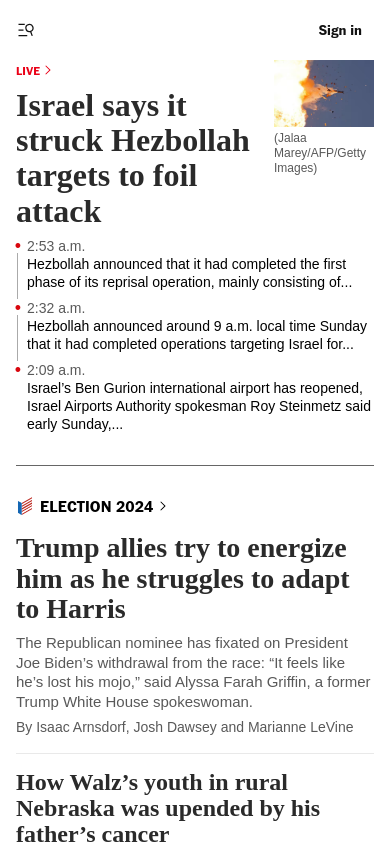 Sign in
LIVE
Israel says it
struck Hezbollah
targets to foil
attack
(Jalaa
Marey/AFP/Getty
Images)
2:53 a.m.
Hezbollah announced that it had completed the first
phase of its reprisal operation, mainly consisting of...
2:32 a.m.
Hezbollah announced around 9 a.m. local time Sunday
that it had completed operations targeting Israel for...
2:09 a.m.
Israel’s Ben Gurion international airport has reopened,
Israel Airports Authority spokesman Roy Steinmetz said
early Sunday,...
ELECTION 2024
Trump allies try to energize
him as he struggles to adapt
to Harris
The Republican nominee has fixated on President
Joe Biden’s withdrawal from the race: “It feels like
he’s lost his mojo,” said Alyssa Farah Griffin, a former
Trump White House spokeswoman.
By Isaac Arnsdorf, Josh Dawsey and Marianne LeVine
How Walz’s youth in rural
Nebraska was upended by his
father’s cancer